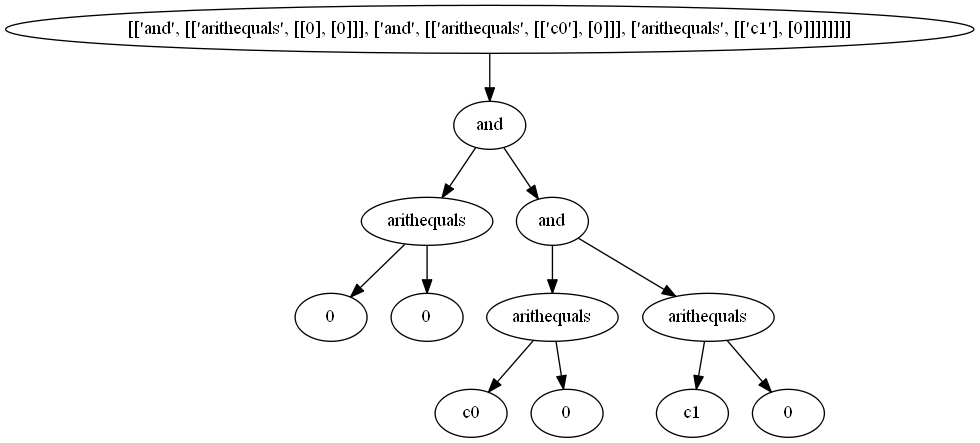 [['and', [['arithequals', [[0], [0]]], ['and', [['arithequals', [['c0'], [0]]], ['arithequals', [['c1'], [0]]]]]]]]
and
arithequals
and
0
0
arithequals
arithequals
c0
0
c1
0